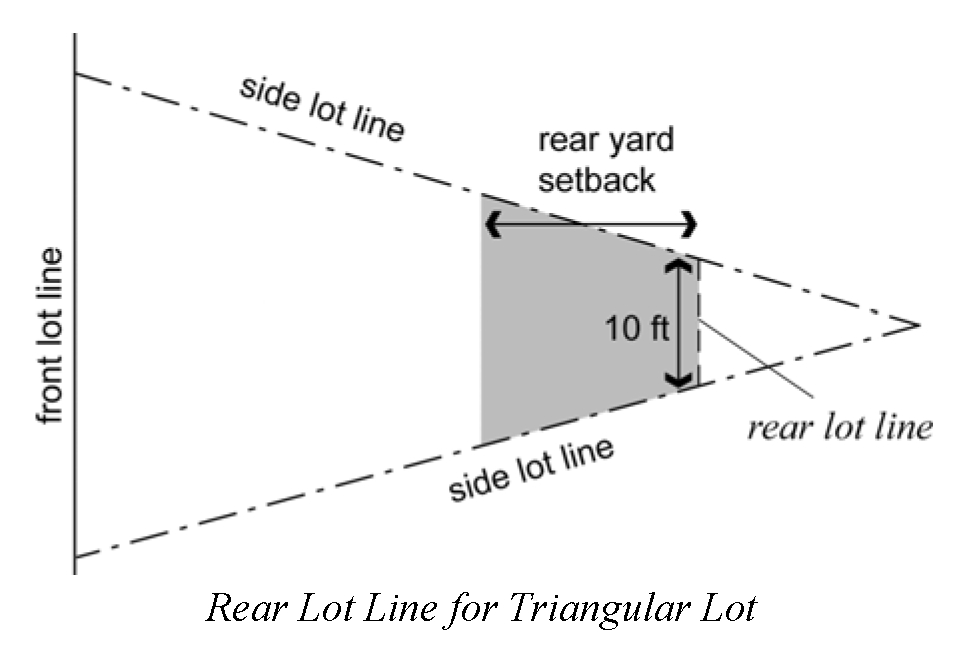 side lot line
rear yard
setback
front lot line
10 ft
rear lot line
side lot line
Rear Lot Line for Triangular Lot